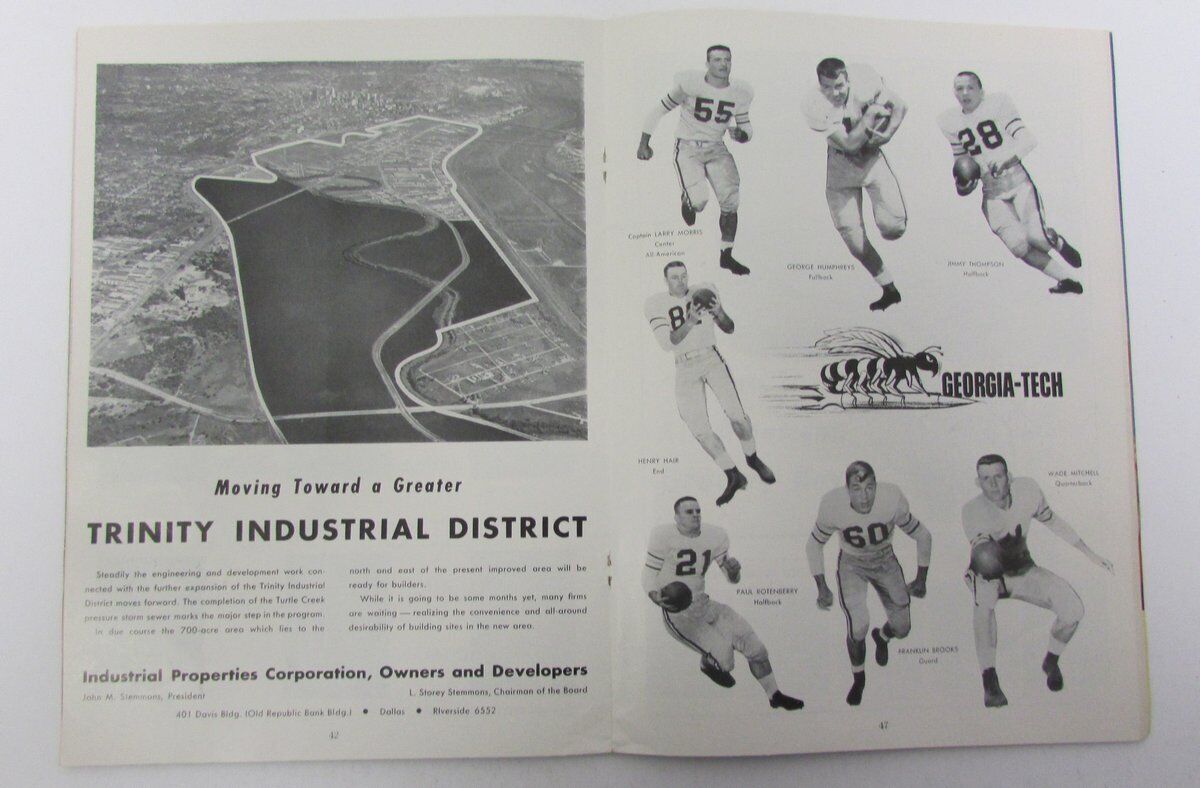 Moving Toward a Greater
TRINITY INDUSTRIAL DISTRICT
Steadily the engineering and development work con-
nected with the further expansion of the Trinity Industrial
District moves forward. The completion of the Turtle Creek
pressure storm sewer marks the major step in the program.
In due course the 700-acre area which lies to the
north and east of the present improved area will be
ready for builders.
While it is going to be some months yet, many firms
are waiting — realizing the convenience and all-around
desirability of building sites in the new area.
Industrial Properties Corporation, Owners and Developers
John M. Stemmons, President
L. Storey Stemmons, Chairman of the Board
401 Davis Bldg. (Old Republic Bank Bldg.) • Dallas • RIverside 6552
42
55
28
Captain LARRY MORRIS
Center
All-American
GEORGE HUMPHREYS
Fullback
JIMMY THOMPSON
Halfback
GEORGIA-TECH
HENRY HAIR
End
WADE MITCHELL
Quarterback
21
60
PAUL ROTENBERRY
Halfback
FRANKLIN BROOKS
Guard
47